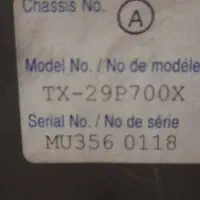 Chassis No.
A
Model No. / No de modèle
TX-29P700X
Serial No. / No de série
MU356 0118